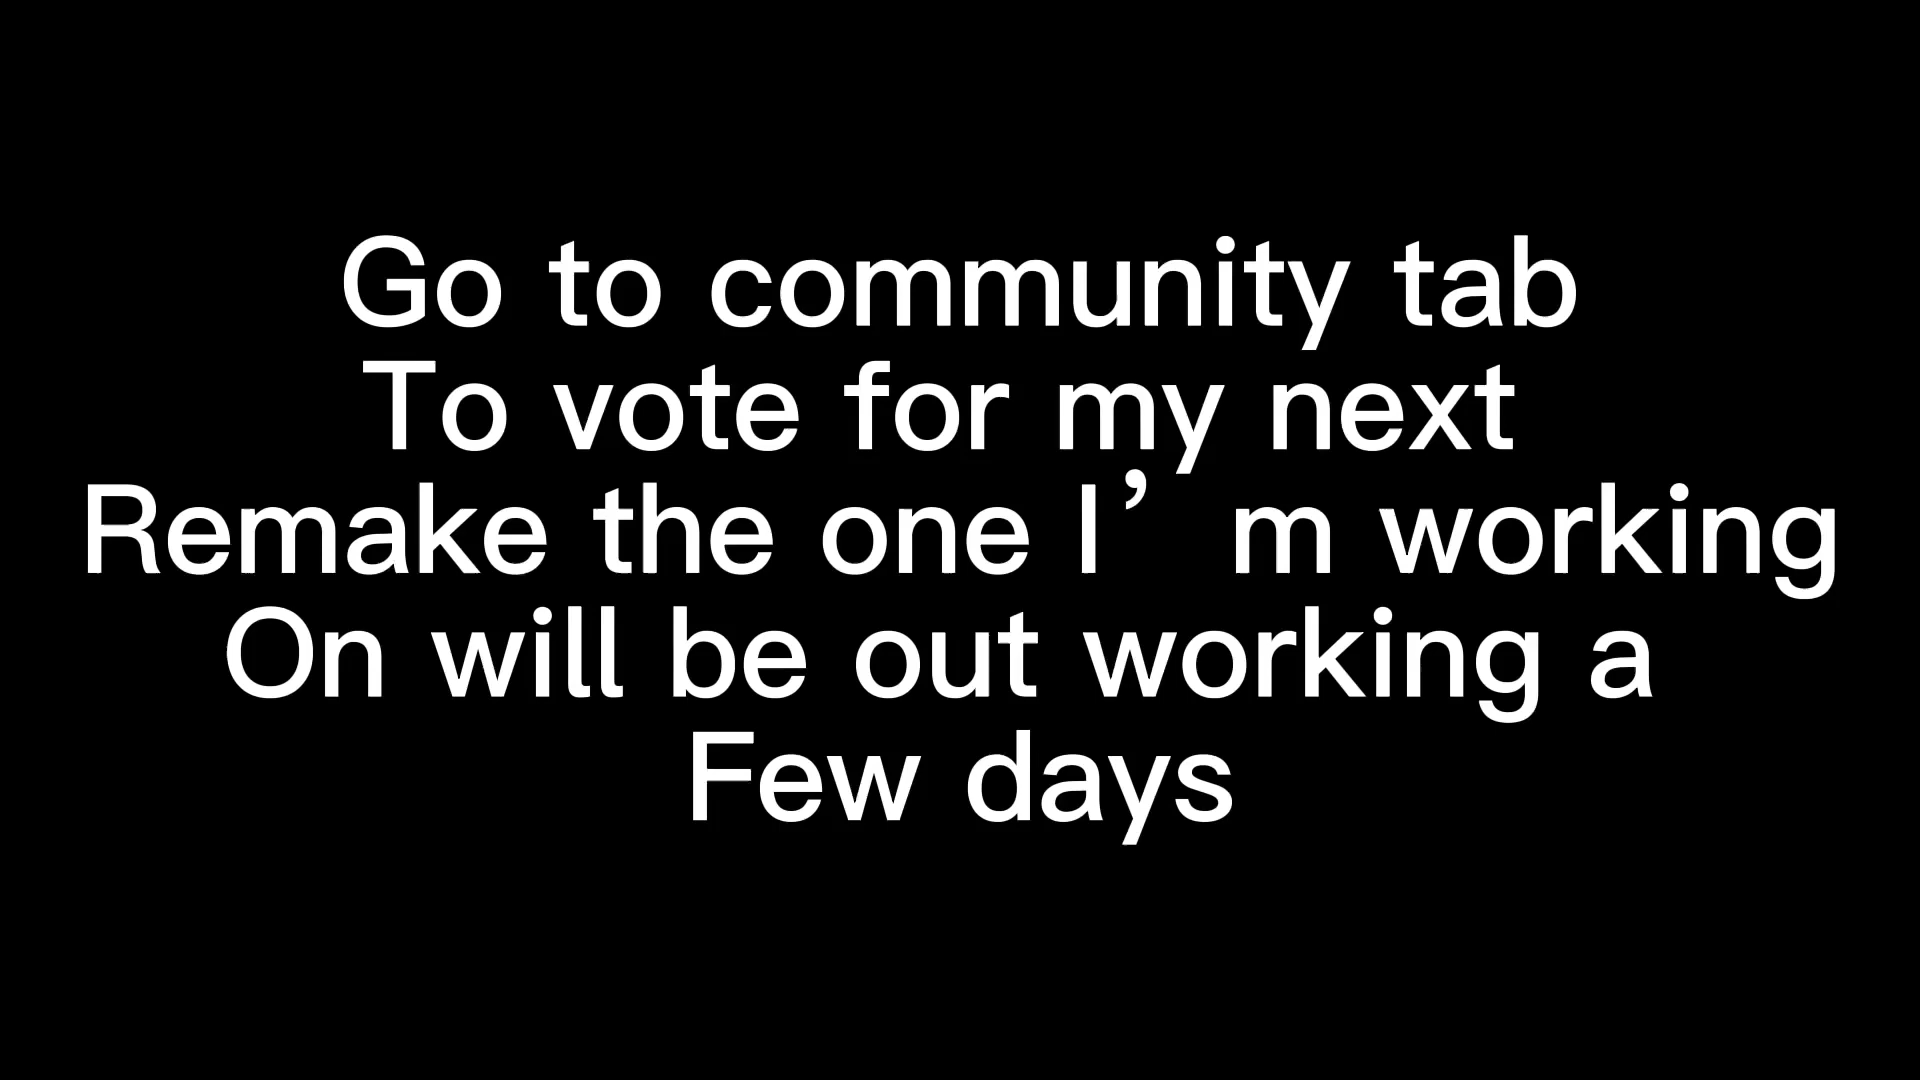 Go to community tab
To vote for my next
Remake the one I’m working
On will be out working a
Few days